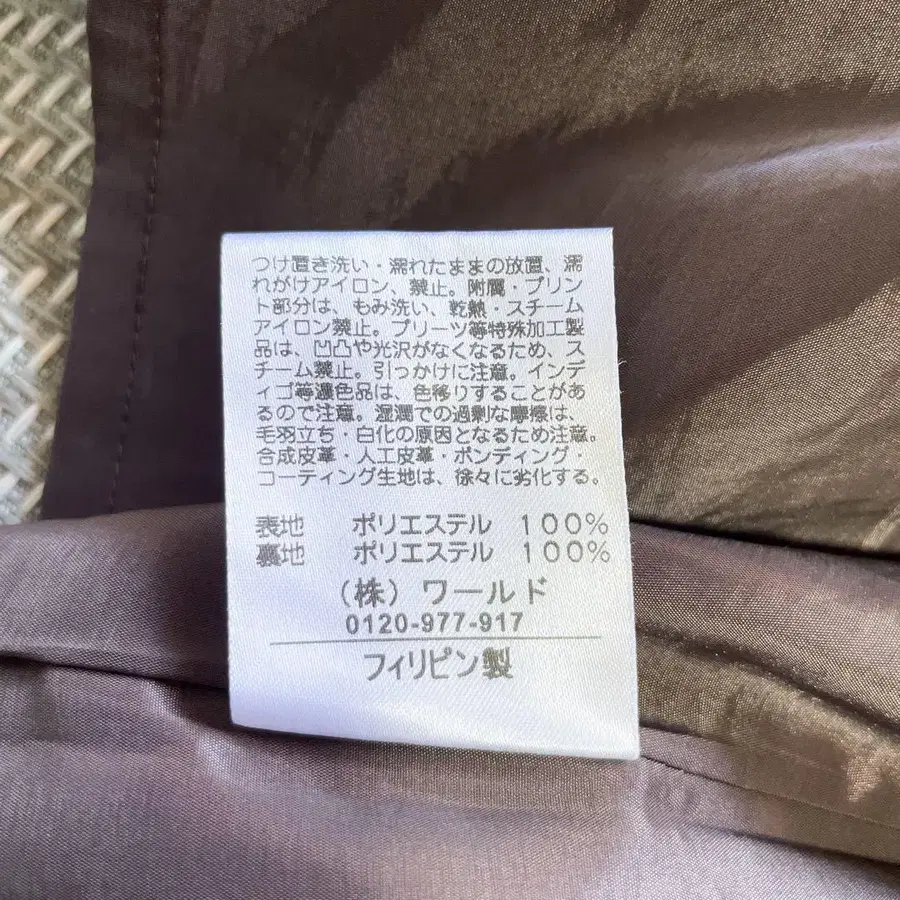 つけ置き洗い・濡れたままの放置、濡
れがけアイロン、禁止。附属・プリン
ト部分は、もみ洗い、乾熱・スチーム
アイロン禁止。プリーツ等特殊加工製
品は、凹凸や光沢がなくなるため、ス
チーム禁止。引っかけに注意。インデ
ィゴ等濃色品は、色移りすることがあ
るので注意。湿潤での過剰な摩擦は、
毛羽立ち・白化の原因となるため注意。
合成皮革・人工皮革・ボンディング・
コーティング生地は、徐々に劣化する。
表地 ポリエステル 100%
裏地 ポリエステル 100%
（株）ワールド
0120-977-917
フィリピン製